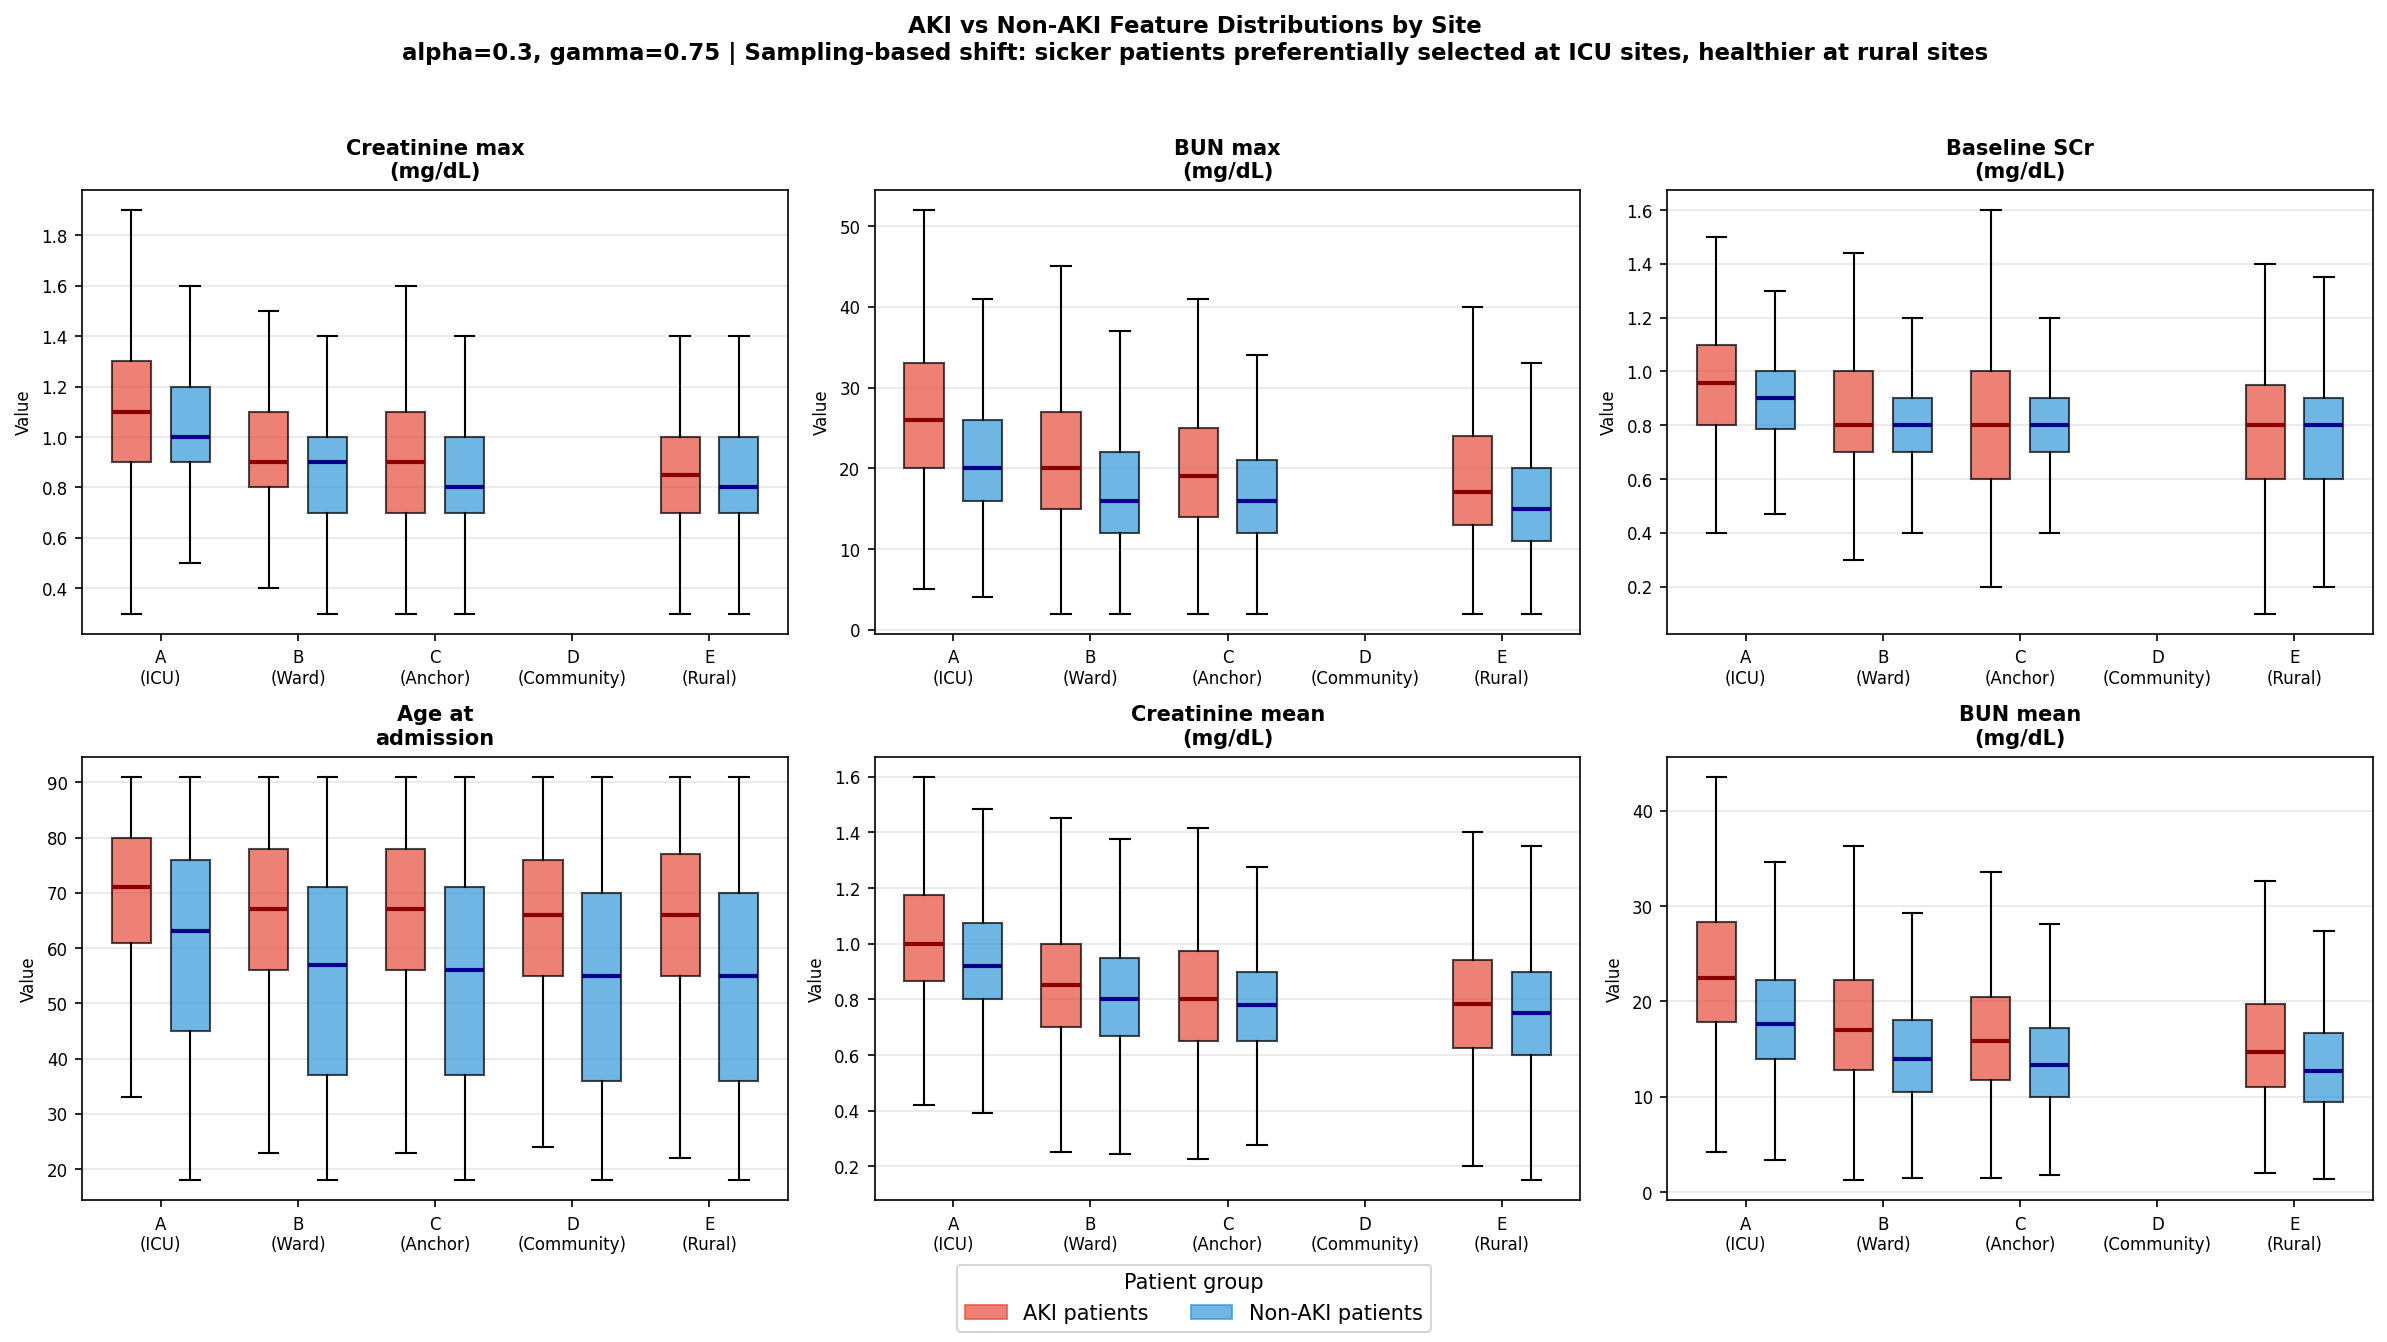 AKI vs Non-AKI Feature Distributions by Site
alpha=0.3, gamma=0.75 | Sampling-based shift: sicker patients preferentially selected at ICU sites, healthier at rural sites
Creatinine max
(mg/dL)
Value
1.8
1.6
1.4
1.2
1.0
0.8
0.6
0.4
A
(ICU)
B
(Ward)
C
(Anchor)
D
(Community)
E
(Rural)
BUN max
(mg/dL)
Value
50
40
30
20
10
0
A
(ICU)
B
(Ward)
C
(Anchor)
D
(Community)
E
(Rural)
Baseline SCr
(mg/dL)
Value
1.6
1.4
1.2
1.0
0.8
0.6
0.4
0.2
A
(ICU)
B
(Ward)
C
(Anchor)
D
(Community)
E
(Rural)
Age at
admission
Value
90
80
70
60
50
40
30
20
A
(ICU)
B
(Ward)
C
(Anchor)
D
(Community)
E
(Rural)
Creatinine mean
(mg/dL)
Value
1.6
1.4
1.2
1.0
0.8
0.6
0.4
0.2
A
(ICU)
B
(Ward)
C
(Anchor)
D
(Community)
E
(Rural)
BUN mean
(mg/dL)
Value
40
30
20
10
0
A
(ICU)
B
(Ward)
C
(Anchor)
D
(Community)
E
(Rural)
Patient group
AKI patients
Non-AKI patients